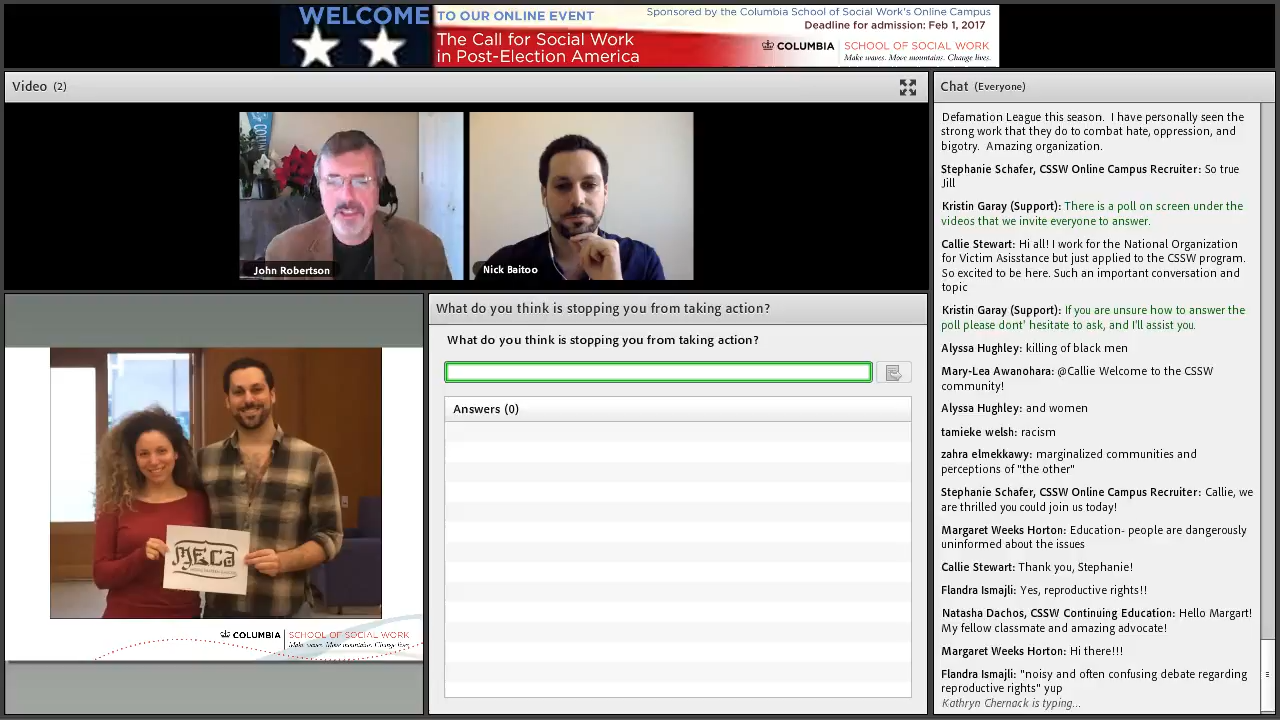 WELCOME TO OUR ONLINE EVENT
The Call for Social Work
in Post-Election America
Sponsored by the Columbia School of Social Work's Online Campus
Deadline for admission: Feb 1, 2017
COLUMBIA SCHOOL OF SOCIAL WORK
Make waves. Move mountains. Change lives.
Video (2)
John Robertson
Nick Baitoo
MECA
COLUMBIA SCHOOL OF SOCIAL WORK
Make waves. Move mountains. Change lives.
What do you think is stopping you from taking action?
What do you think is stopping you from taking action?
Answers (0)
Chat (Everyone)
Defamation League this season. I have personally seen the
strong work that they do to combat hate, oppression, and
bigotry. Amazing organization.
Stephanie Schafer, CSSW Online Campus Recruiter: So true
Jill
Kristin Garay (Support): There is a poll on screen under the
videos that we invite everyone to answer.
Callie Stewart: Hi all! I work for the National Organization
for Victim Asisstance but just applied to the CSSW program.
So excited to be here. Such an important conversation and
topic
Kristin Garay (Support): If you are unsure how to answer the
poll please dont' hesitate to ask, and I'll assist you.
Alyssa Hughley: killing of black men
Mary-Lea Awanohara: @Callie Welcome to the CSSW
community!
Alyssa Hughley: and women
tamieke welsh: racism
zahra elmekkawy: marginalized communities and
perceptions of "the other"
Stephanie Schafer, CSSW Online Campus Recruiter: Callie, we
are thrilled you could join us today!
Margaret Weeks Horton: Education- people are dangerously
uninformed about the issues
Callie Stewart: Thank you, Stephanie!
Flandra Ismajli: Yes, reproductive rights!!
Natasha Dachos, CSSW Continuing Education: Hello Margart!
My fellow classmate and amazing advocate!
Margaret Weeks Horton: Hi there!!!
Flandra Ismajli: "noisy and often confusing debate regarding
reproductive rights" yup
Kathryn Chernack is typing...